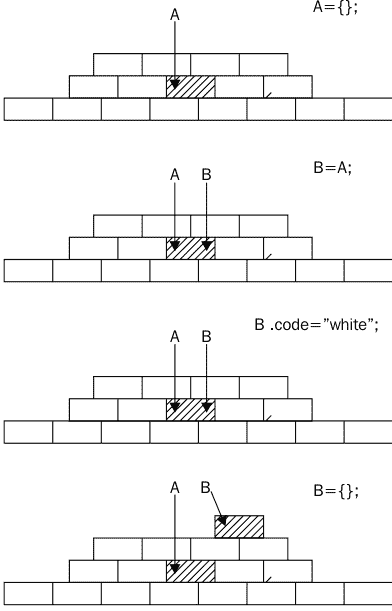 A
A={};
A B
B=A;
B .code=”white”;
A B
A B
B={};